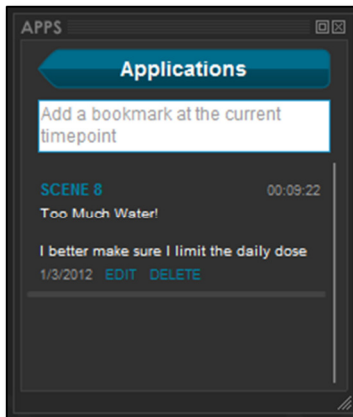 APPS
Applications
Add a bookmark at the current
timepoint
SCENE 8 00:09:22
Too Much Water!
I better make sure I limit the daily dose
1/3/2012 EDIT DELETE